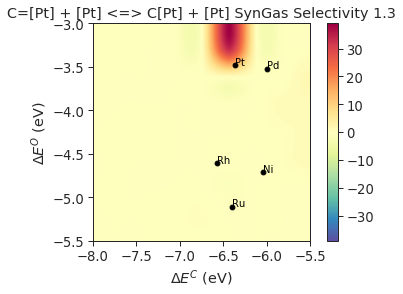 C=[Pt] + [Pt] <=> C[Pt] + [Pt] SynGas Selectivity 1.3
−3.0
−3.5
−4.0
−4.5
−5.0
−5.5
ΔE^O (eV)
Pt
Pd
Rh
Ni
Ru
−8.0 −7.5 −7.0 −6.5 −6.0 −5.5
ΔE^C (eV)
30
20
10
0
−10
−20
−30